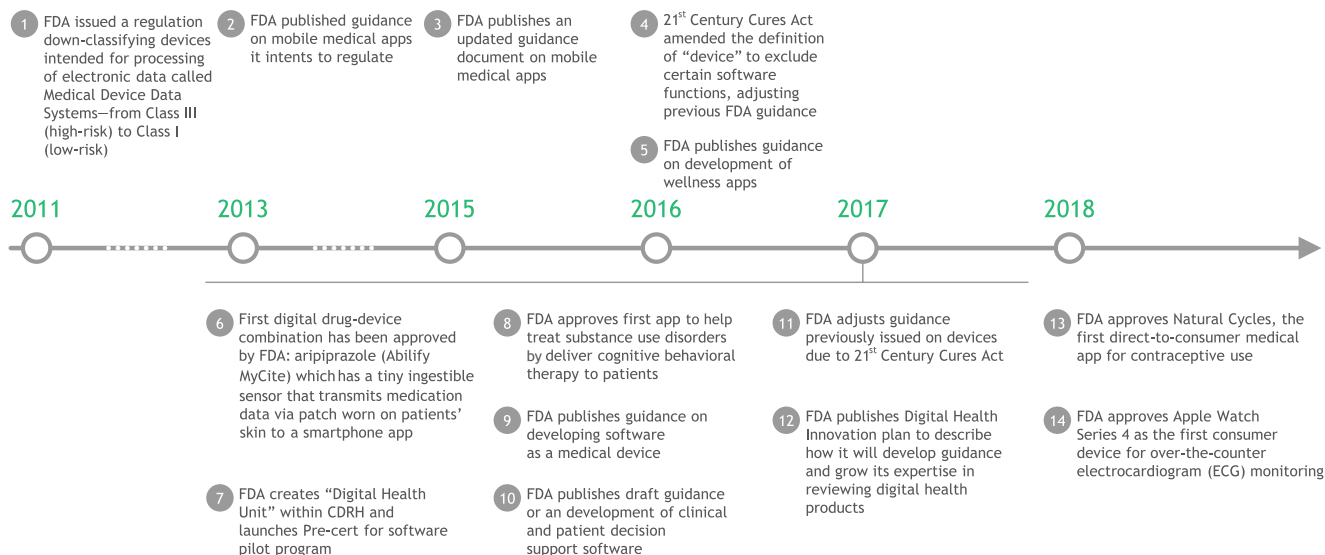 1 FDA issued a regulation
down-classifying devices
intended for processing
of electronic data called
Medical Device Data
Systems—from Class III
(high-risk) to Class I
(low-risk)
2 FDA published guidance
on mobile medical apps
it intents to regulate
3 FDA publishes an
updated guidance
document on mobile
medical apps
4 21st Century Cures Act
amended the definition
of “device” to exclude
certain software
functions, adjusting
previous FDA guidance
5 FDA publishes guidance
on development of
wellness apps
2011 2013 2015 2016 2017 2018
6 First digital drug-device
combination has been approved
by FDA: aripiprazole (Abilify
MyCite) which has a tiny ingestible
sensor that transmits medication
data via patch worn on patients’
skin to a smartphone app
7 FDA creates “Digital Health
Unit” within CDRH and
launches Pre-cert for software
pilot program
8 FDA approves first app to help
treat substance use disorders
by deliver cognitive behavioral
therapy to patients
9 FDA publishes guidance on
developing software
as a medical device
10 FDA publishes draft guidance
or an development of clinical
and patient decision
support software
11 FDA adjusts guidance
previously issued on devices
due to 21st Century Cures Act
12 FDA publishes Digital Health
Innovation plan to describe
how it will develop guidance
and grow its expertise in
reviewing digital health
products
13 FDA approves Natural Cycles, the
first direct-to-consumer medical
app for contraceptive use
14 FDA approves Apple Watch
Series 4 as the first consumer
device for over-the-counter
electrocardiogram (ECG) monitoring